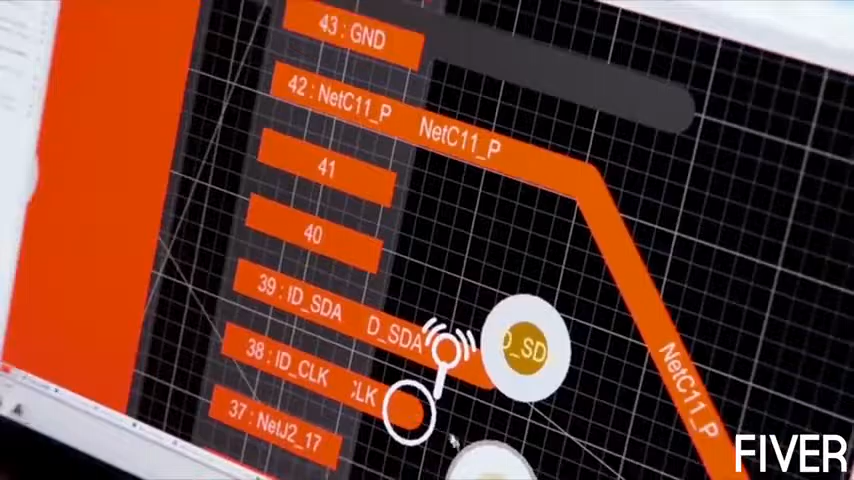 43 : GND
42 : NetC11_P NetC11_P
41
40
39 : ID_SDA D_SDA
D_SD
38 : ID_CLK CLK
37 : NetJ2_17
NetC11_P
FIVER